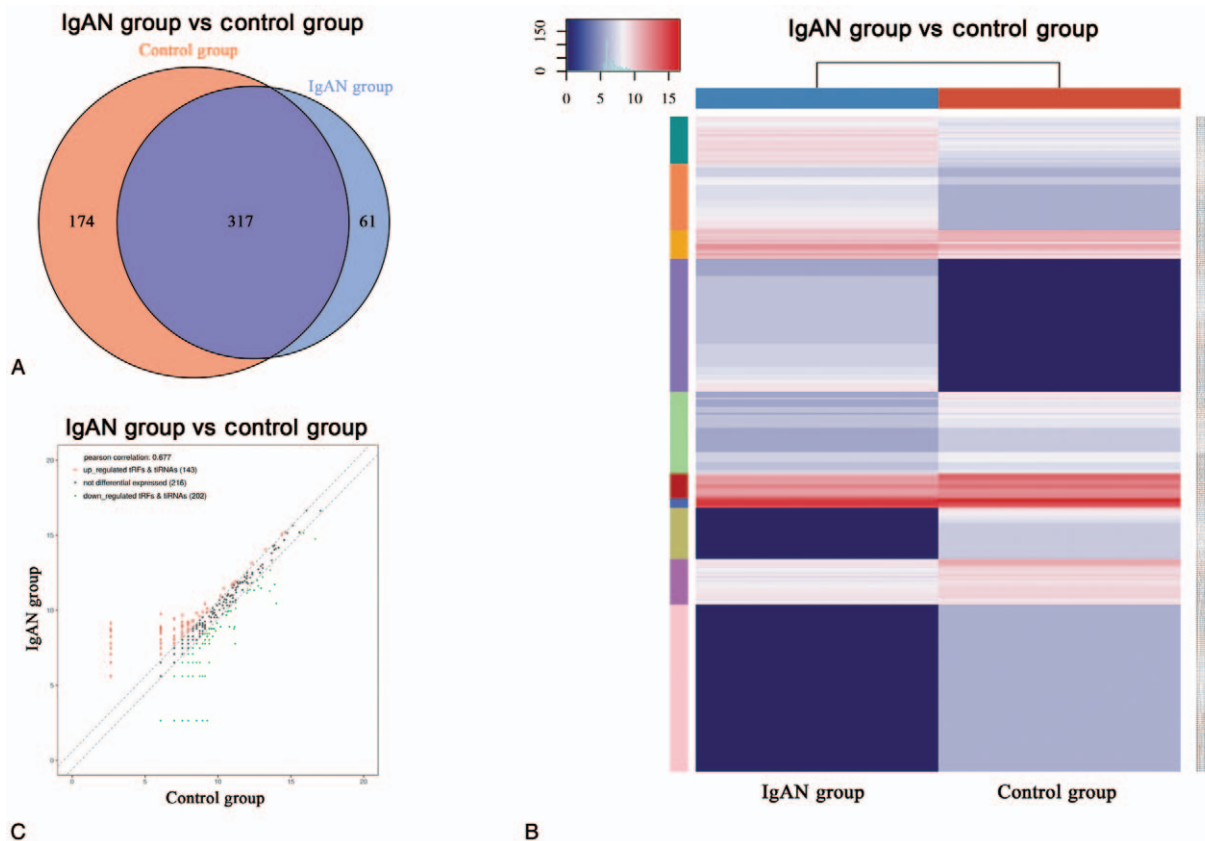 IgAN group vs control group
Control group
IgAN group
174
317
61
A
IgAN group vs control group
150
50
0
0
5
10
15
IgAN group
Control group
B
IgAN group vs control group
pearson correlation: 0.677
up_regulated tRFs & tiRNAs (143)
not differential expressed (216)
down_regulated tRFs & tiRNAs (202)
20
15
10
5
0
IgAN group
0
5
10
15
20
Control group
C